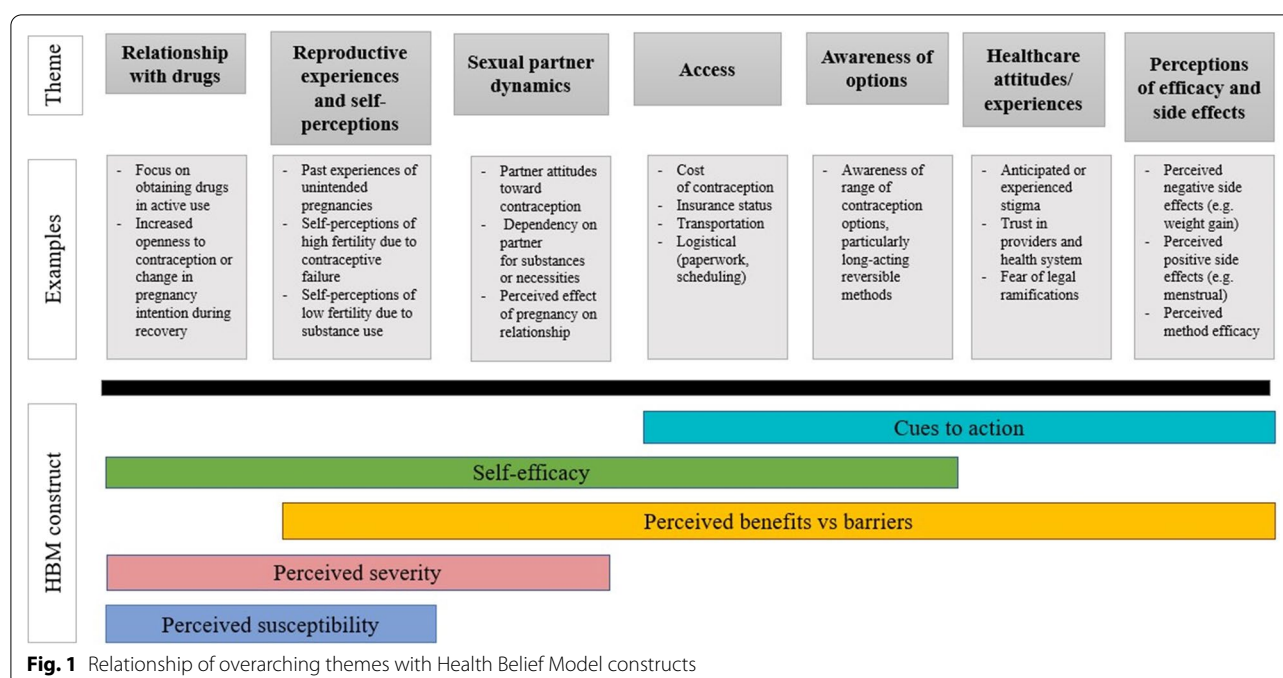 Theme
Relationship
with drugs
Reproductive
experiences
and self-
perceptions
Sexual partner
dynamics
Access
Awareness of
options
Healthcare
attitudes/
experiences
Perceptions
of efficacy and
side effects
Examples
- Focus on
obtaining drugs
in active use
- Increased
openness to
contraception or
change in
pregnancy
intention during
recovery
- Past experiences of
unintended
pregnancies
- Self-perceptions of
high fertility due to
contraceptive
failure
- Self-perceptions of
low fertility due to
substance use
- Partner attitudes
toward
contraception
- Dependency on
partner
for substances
or necessities
- Perceived effect
of pregnancy on
relationship
- Cost
of contraception
- Insurance status
- Transportation
- Logistical
(paperwork,
scheduling)
- Awareness of
range of
contraception
options,
particularly
long-acting
reversible
methods
- Anticipated or
experienced
stigma
- Trust in
providers and
health system
- Fear of legal
ramifications
- Perceived
negative side
effects (e.g.
weight gain)
- Perceived
positive side
effects (e.g.
menstrual)
- Perceived
method efficacy
HBM construct
Cues to action
Self-efficacy
Perceived benefits vs barriers
Perceived severity
Perceived susceptibility
Fig. 1 Relationship of overarching themes with Health Belief Model constructs